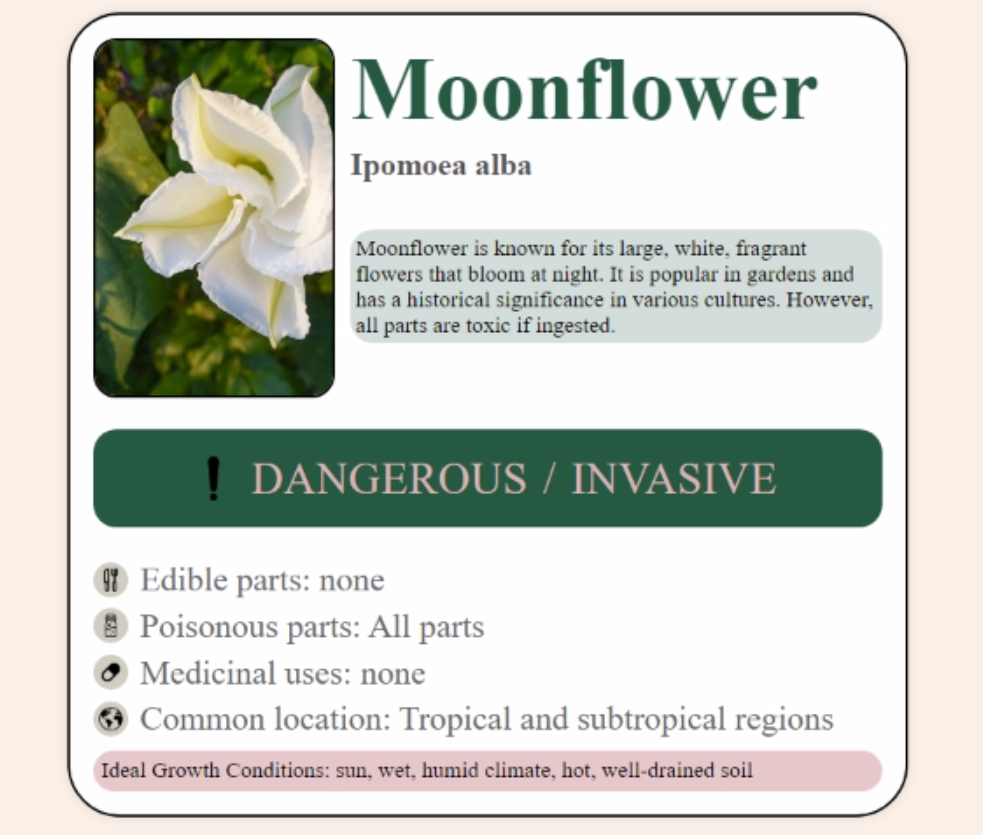 Moonflower
Ipomoea alba
Moonflower is known for its large, white, fragrant
flowers that bloom at night. It is popular in gardens and
has a historical significance in various cultures. However,
all parts are toxic if ingested.
❗ DANGEROUS / INVASIVE
Edible parts: none
Poisonous parts: All parts
Medicinal uses: none
Common location: Tropical and subtropical regions
Ideal Growth Conditions: sun, wet, humid climate, hot, well-drained soil